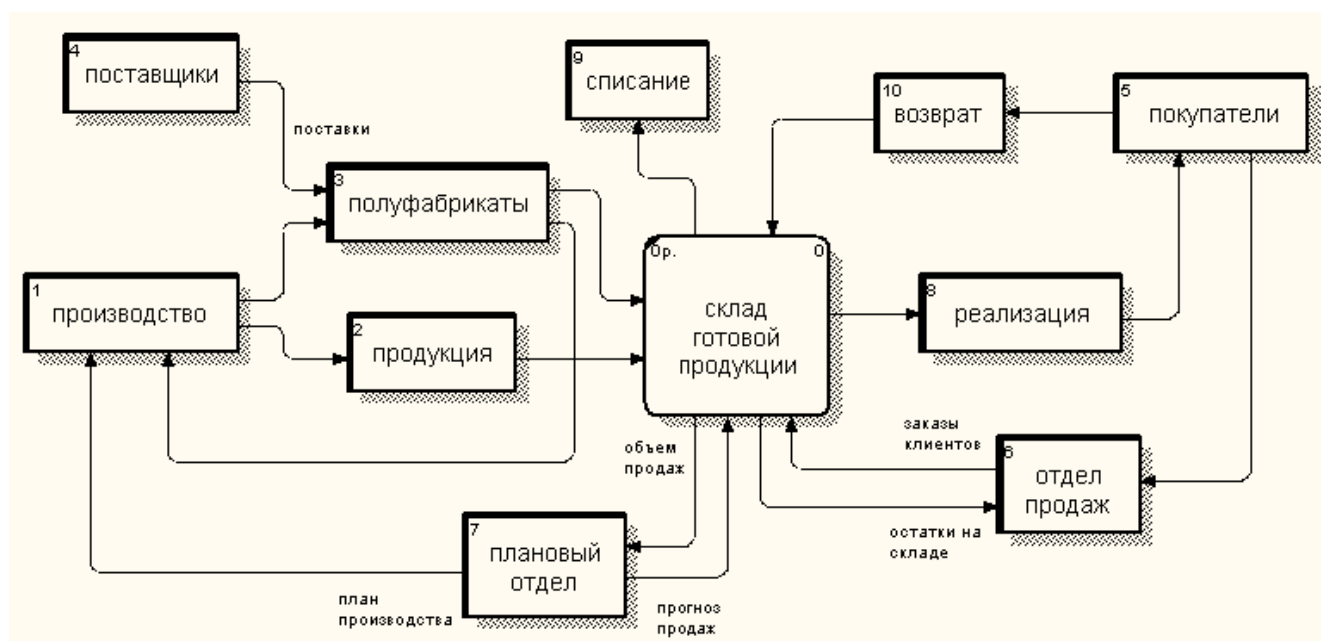 4
поставщики
поставки
9
списание
10
возврат
5
покупатели
3
полуфабрикаты
1
производство
2
продукция
0р.
0
склад
готовой
продукции
8
реализация
объем
продаж
заказы
клиентов
6
отдел
продаж
остатки на
складе
7
плановый
отдел
план
производства
прогноз
продаж